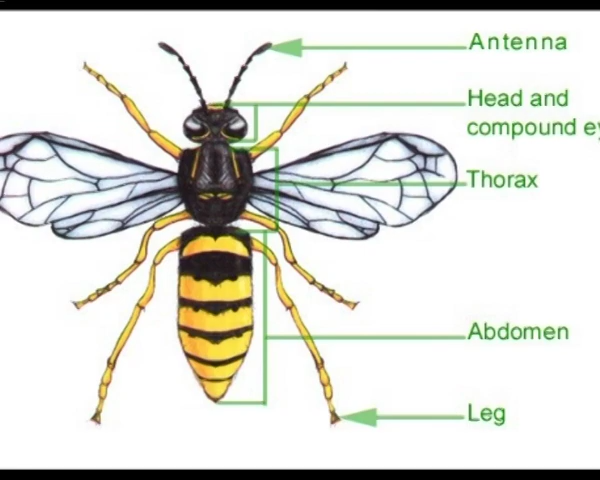 Antenna
Head and
compound ey
Thorax
Abdomen
Leg